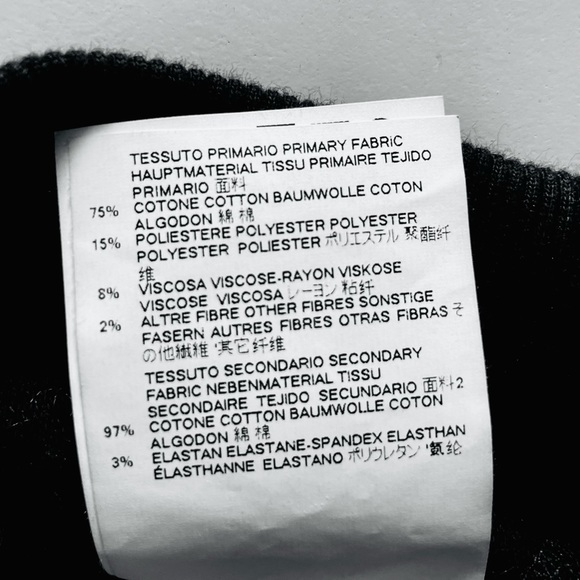 TESSUTO PRIMARIO PRIMARY FABRIC
HAUPTMATERIAL TISSU PRIMAIRE TEJIDO
PRIMARIO 面料
75% COTONE COTTON BAUMWOLLE COTON
ALGODON 綿 棉
15% POLIESTERE POLYESTER POLYESTER
POLYESTER POLIESTER ポリエステル 聚酯纤
维
8% VISCOSA VISCOSE-RAYON VISKOSE
VISCOSE VISCOSA レーヨン 粘纤
2% ALTRE FIBRE OTHER FIBRES SONSTIGE
FASERN AUTRES FIBRES OTRAS FIBRAS そ
の他繊維 其它纤维
TESSUTO SECONDARIO SECONDARY
FABRIC NEBENMATERIAL TISSU
SECONDAIRE TEJIDO SECUNDARIO 面料2
97% COTONE COTTON BAUMWOLLE COTON
ALGODON 綿 棉
3% ELASTAN ELASTANE-SPANDEX ELASTHAN
ÉLASTHANNE ELASTANO ポリウレタン 氨纶